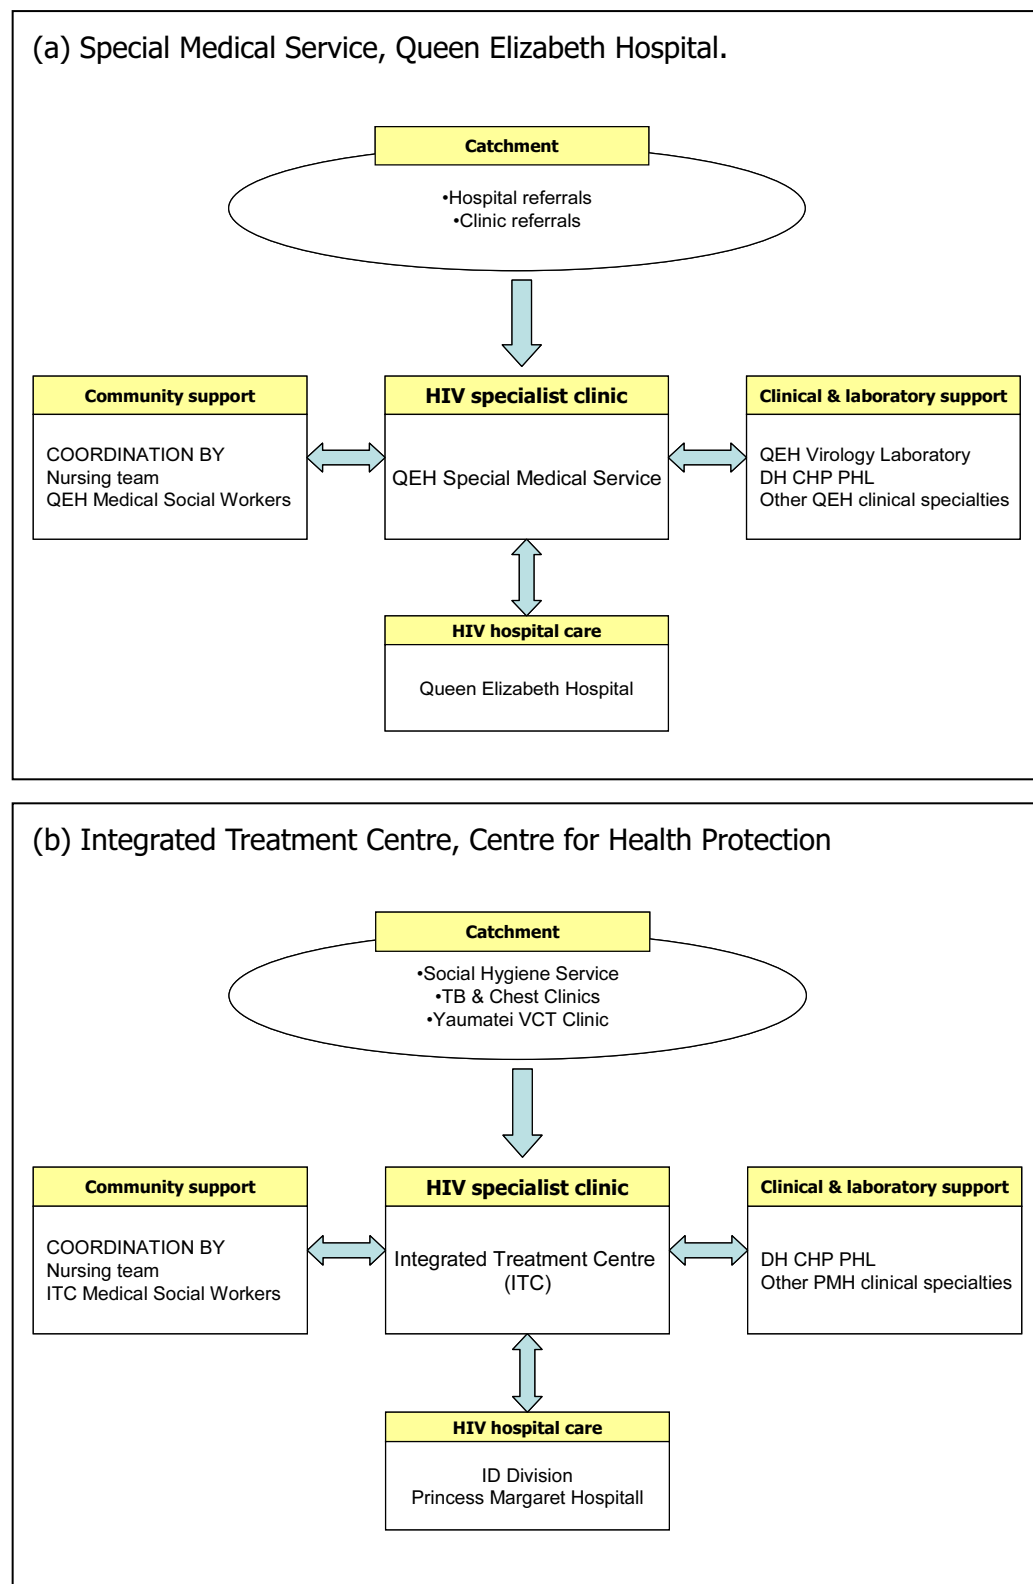 (a) Special Medical Service, Queen Elizabeth Hospital.
Catchment
•Hospital referrals
•Clinic referrals
Community support
COORDINATION BY
Nursing team
QEH Medical Social Workers
HIV specialist clinic
QEH Special Medical Service
Clinical & laboratory support
QEH Virology Laboratory
DH CHP PHL
Other QEH clinical specialties
HIV hospital care
Queen Elizabeth Hospital
(b) Integrated Treatment Centre, Centre for Health Protection
Catchment
•Social Hygiene Service
•TB & Chest Clinics
•Yaumatei VCT Clinic
Community support
COORDINATION BY
Nursing team
ITC Medical Social Workers
HIV specialist clinic
Integrated Treatment Centre
(ITC)
Clinical & laboratory support
DH CHP PHL
Other PMH clinical specialties
HIV hospital care
ID Division
Princess Margaret Hospitall